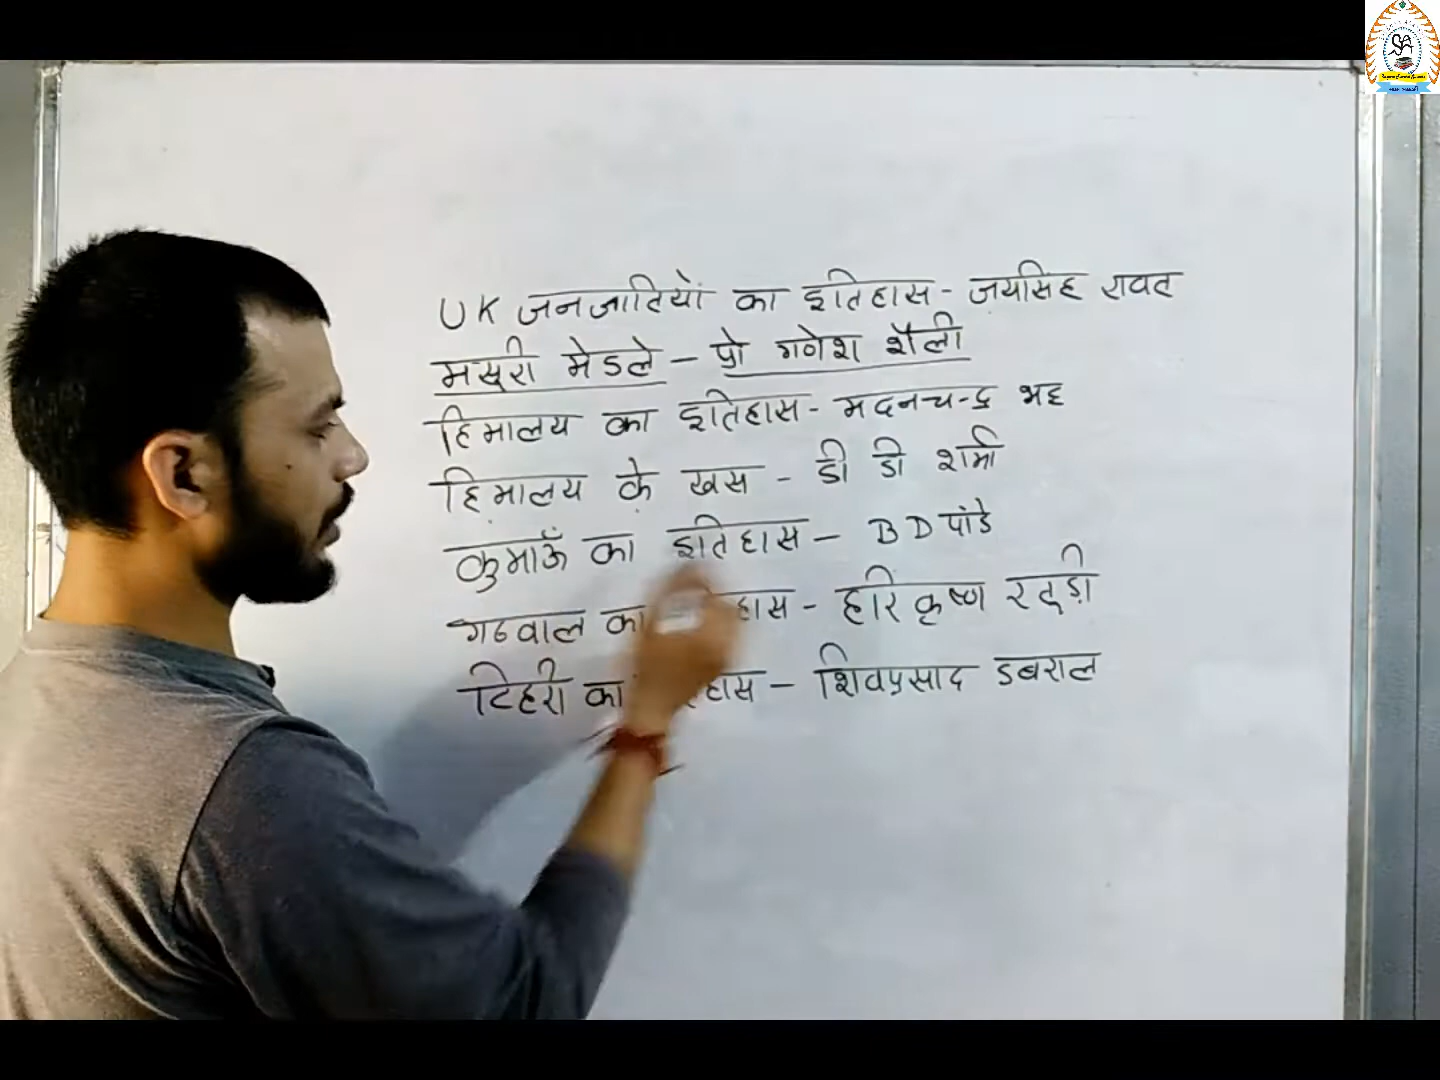 UK जनजातियों का इतिहास - जयसिंह रावत
मसूरी मेडले - प्रो गणेश शैली
हिमालय का इतिहास - मदनचन्द्र भट्ट
हिमालय के खस - डी डी शर्मा
कुमाऊँ का इतिहास - B D पांडे
गढवाल का हास - हरिकृष्ण रतुड़ी
टिहरी का हास - शिवप्रसाद डबराल